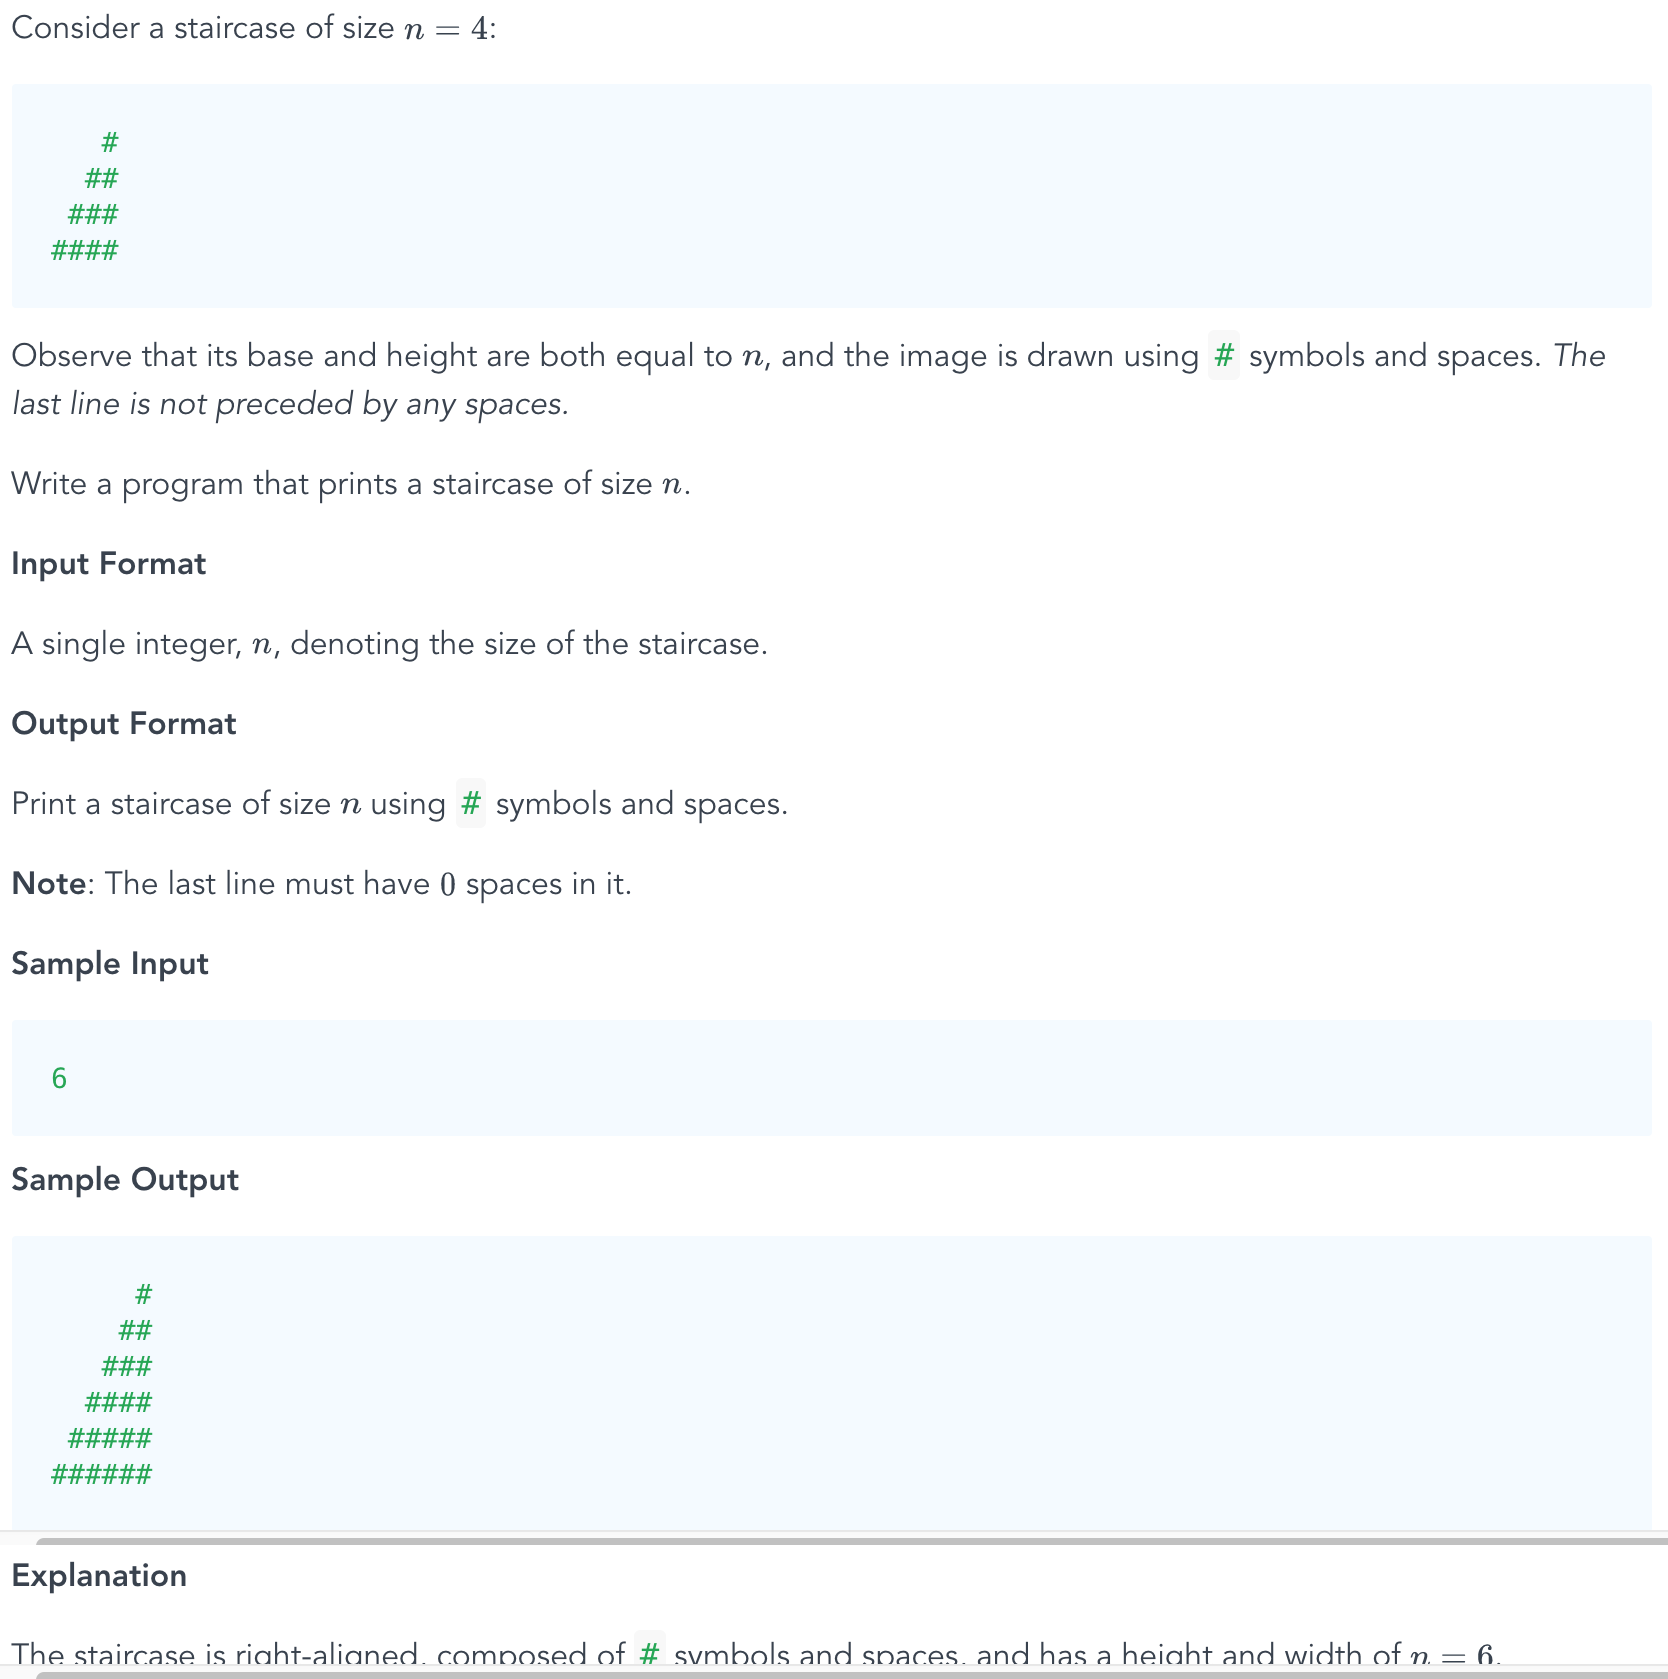 Consider a staircase of size n = 4:
   #
  ##
 ###
####
Observe that its base and height are both equal to n, and the image is drawn using # symbols and spaces. The
last line is not preceded by any spaces.
Write a program that prints a staircase of size n.
Input Format
A single integer, n, denoting the size of the staircase.
Output Format
Print a staircase of size n using # symbols and spaces.
Note: The last line must have 0 spaces in it.
Sample Input
6
Sample Output
     #
    ##
   ###
  ####
 #####
######
Explanation
The staircase is right-aligned, composed of # symbols and spaces, and has a height and width of n = 6.